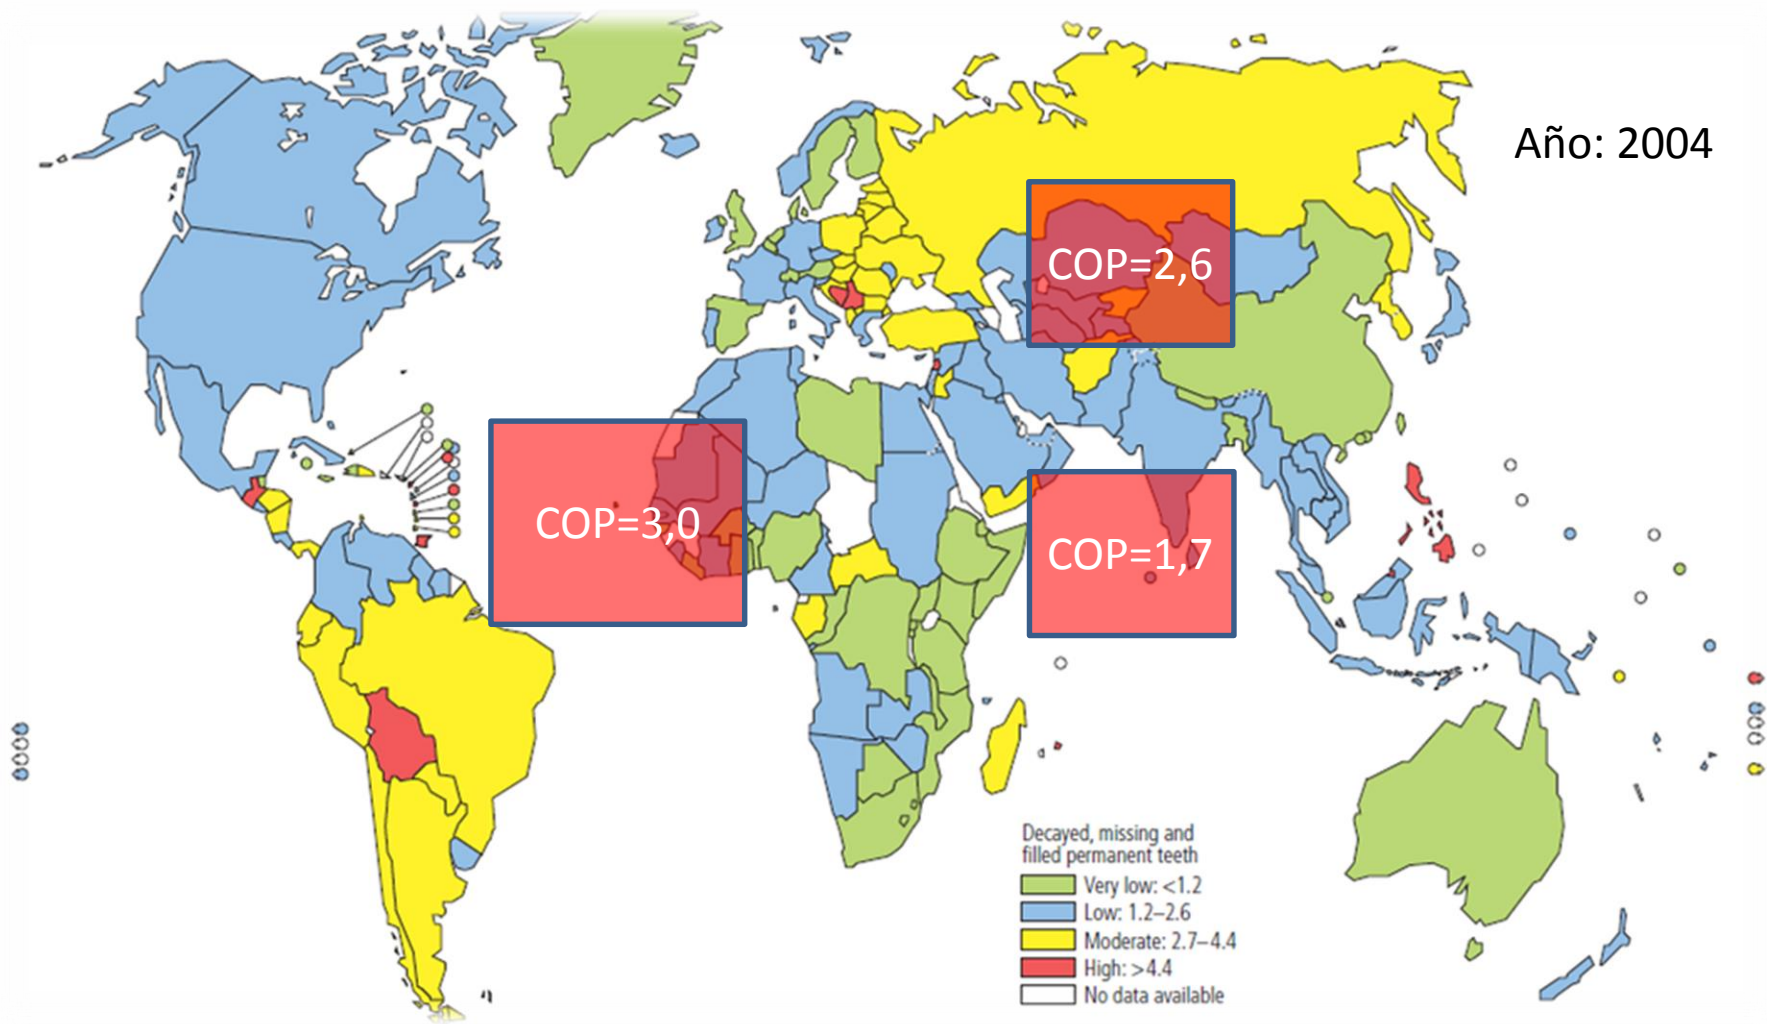 Año: 2004
COP=2,6
COP=3,0
COP=1,7
Decayed, missing and
filled permanent teeth
Very low: <1.2
Low: 1.2–2.6
Moderate: 2.7–4.4
High: >4.4
No data available